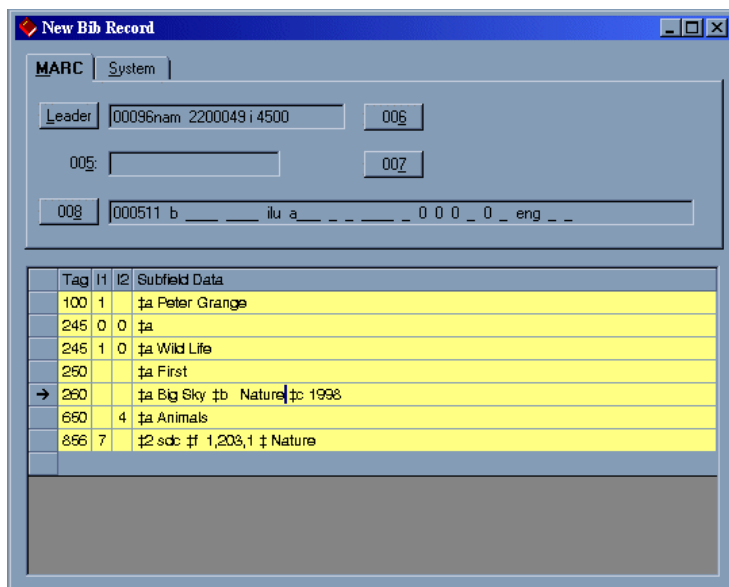 New Bib Record
MARC System
Leader 00096nam 2200049 i 4500 006
005: 007
008 000511 b ____ ____ ilu a___ _ _ ____ _ 0 0 0 _ 0 _ eng _ _
Tag I1 I2 Subfield Data
100 1 ‡a Peter Grange
245 0 0 ‡a
245 1 0 ‡a Wild Life
250 ‡a First
260 ‡a Big Sky ‡b Nature ‡c 1998
650 4 ‡a Animals
856 7 ‡2 sdc ‡f 1,203,1 ‡ Nature